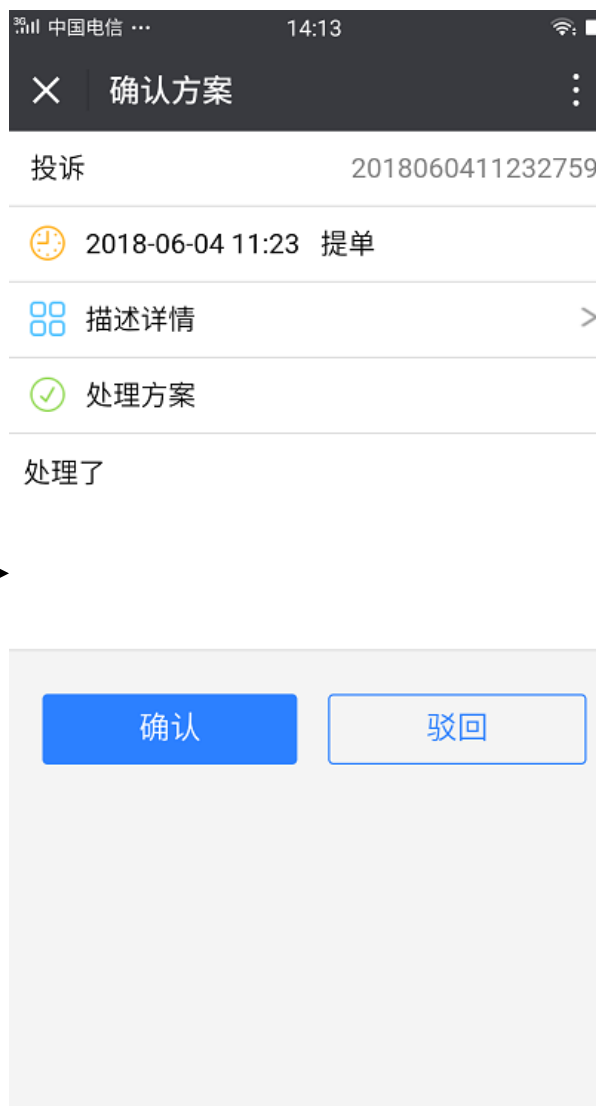 3G 中国电信 ··· 14:13
确认方案
投诉 2018060411232759
2018-06-04 11:23 提单
描述详情
处理方案
处理了
确认 驳回